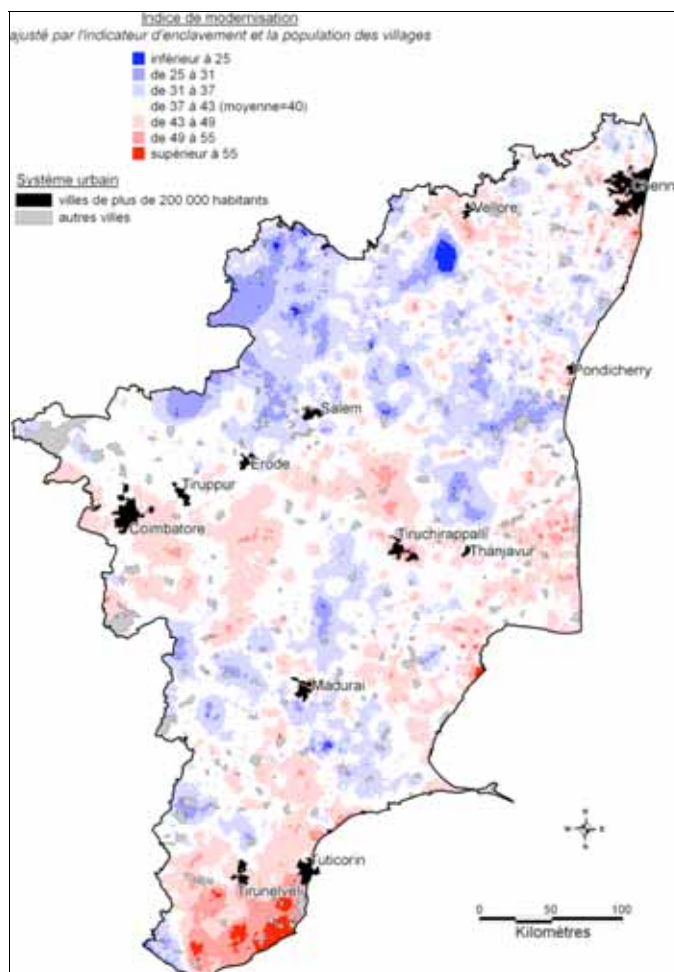 Indice de modernisation
ajusté par l'indicateur d'enclavement et la population des villages
inférieur à 25
de 25 à 31
de 31 à 37
de 37 à 43 (moyenne=40)
de 43 à 49
de 49 à 55
supérieur à 55
Système urbain
villes de plus de 200 000 habitants
autres villes
Chenn
Vellore
Pondicherry
Salem
Erode
Tiruppur
Coimbatore
Tiruchirappalli
Thanjavur
Madurai
Tuticorin
Tirunelveli
0 50 100
Kilomètres